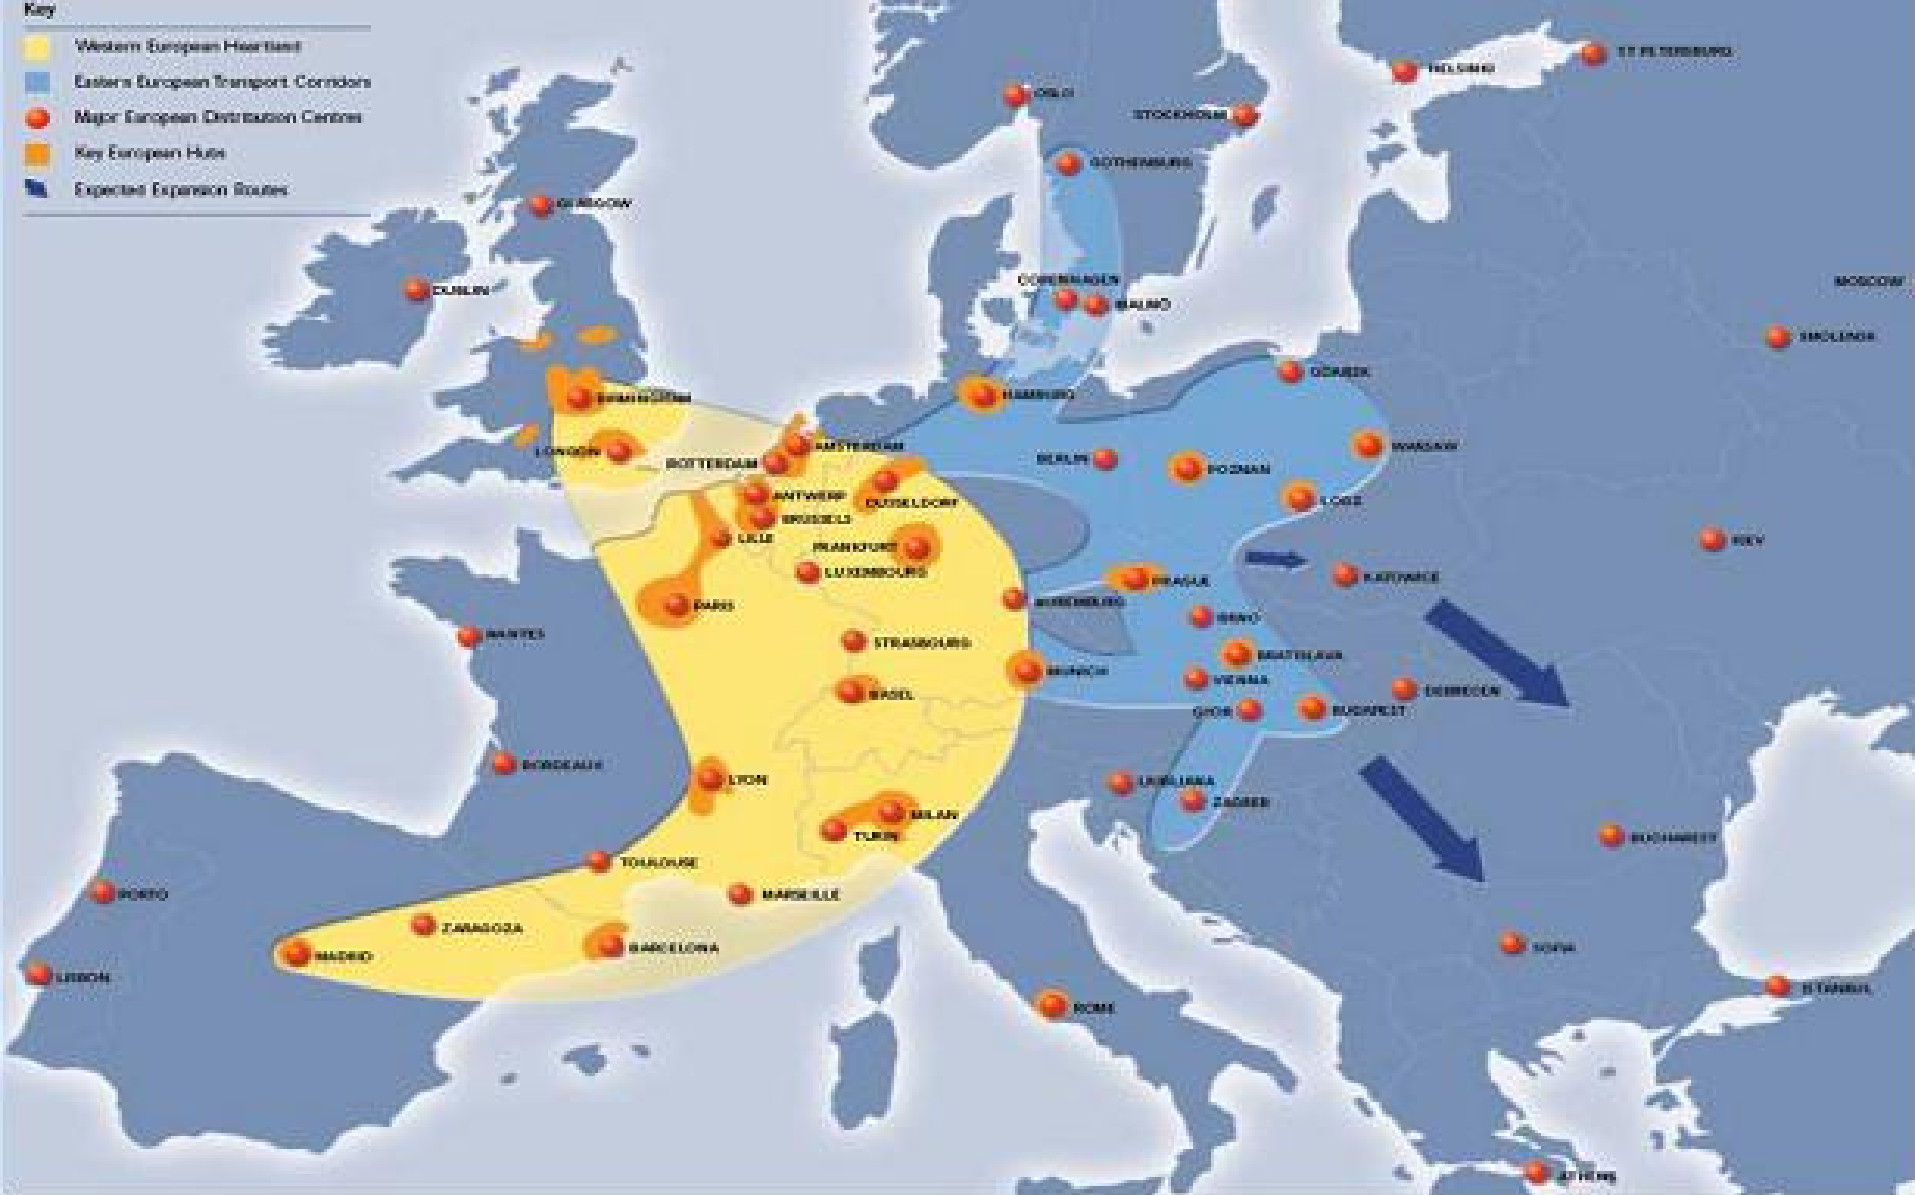 Key
Western European Heartland
Eastern European Transport Corridors
Major European Distribution Centres
Key European Hubs
Expected Expansion Routes
ST PETERSBURG
HELSINKI
OSLO
STOCKHOLM
GOTHENBURG
GLASGOW
DUBLIN
COPENHAGEN
MALMO
MOSCOW
SMOLENSK
GDANSK
BIRMINGHAM
HAMBURG
LONDON
AMSTERDAM
ROTTERDAM
BERLIN
POZNAN
WARSAW
ANTWERP
DUSSELDORF
LODZ
BRUSSELS
LILLE
FRANKFURT
KIEV
LUXEMBOURG
PRAGUE
KATOWICE
PARIS
NUREMBURG
BRNO
NANTES
STRASBOURG
BRATISLAVA
MUNICH
VIENNA
BASEL
DEBRECEN
GYOR
BUDAPEST
BORDEAUX
LYON
LJUBLJANA
ZAGREB
MILAN
TURIN
BUCHAREST
TOULOUSE
PORTO
MARSEILLE
ZARAGOZA
BARCELONA
MADRID
SOFIA
LISBON
ISTANBUL
ROME
ATHENS